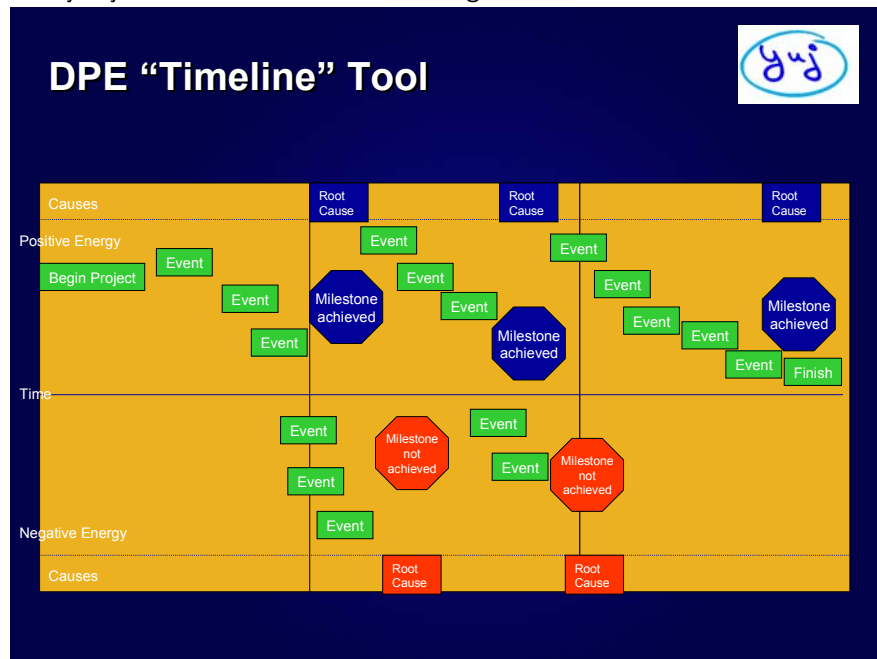 DPE “Timeline” Tool
yuj
Causes
Root
Cause
Root
Cause
Root
Cause
Positive Energy
Event
Event
Event
Begin Project
Event
Event
Event
Event
Milestone
achieved
Event
Milestone
achieved
Event
Event
Event
Milestone
achieved
Event
Finish
Time
Event
Event
Milestone
not
achieved
Event
Event
Milestone
not
achieved
Event
Negative Energy
Causes
Root
Cause
Root
Cause